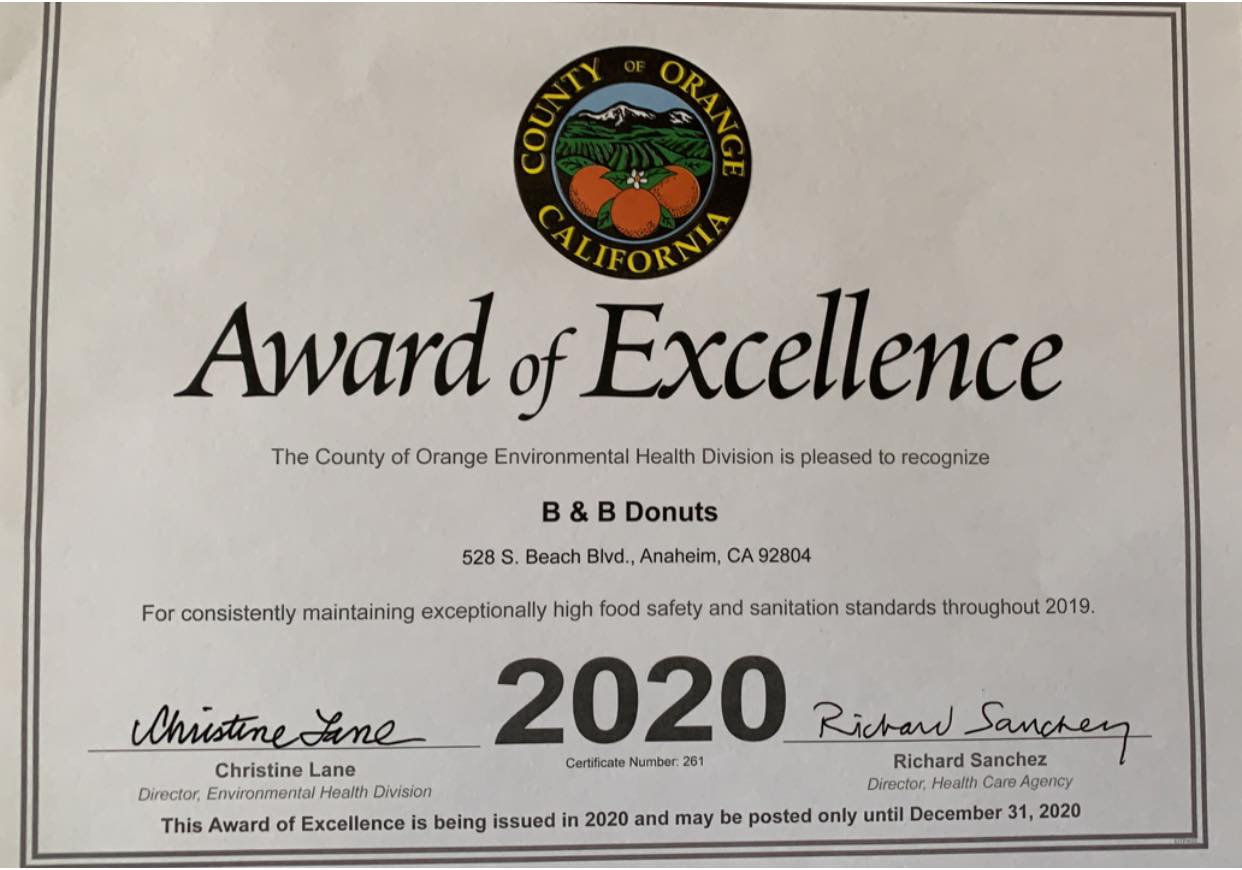 COUNTY OF ORANGE
CALIFORNIA
Award of Excellence
The County of Orange Environmental Health Division is pleased to recognize
B & B Donuts
528 S. Beach Blvd., Anaheim, CA 92804
For consistently maintaining exceptionally high food safety and sanitation standards throughout 2019.
2020
Christine Lane
Richard Sanchez
Certificate Number: 261
Christine Lane
Director, Environmental Health Division
Richard Sanchez
Director, Health Care Agency
This Award of Excellence is being issued in 2020 and may be posted only until December 31, 2020